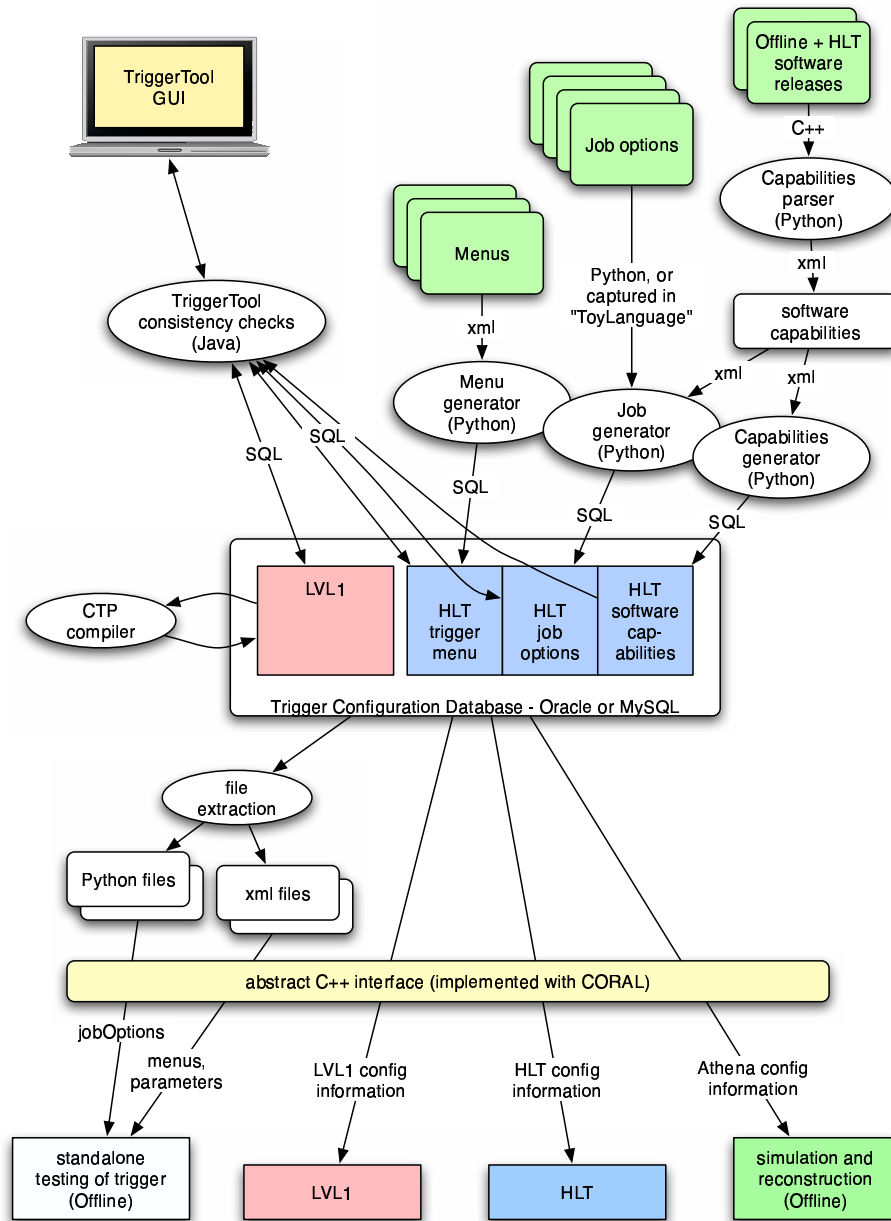 TriggerTool
GUI
Offline + HLT
software
releases
C++
Job options
Capabilities
parser
(Python)
Menus
xml
Python, or
captured in
"ToyLanguage"
TriggerTool
consistency checks
(Java)
software
capabilities
xml
xml
xml
Menu
generator
(Python)
Job
generator
(Python)
Capabilities
generator
(Python)
SQL
SQL
SQL
SQL
SQL
LVL1
HLT
trigger
menu
HLT
job
options
HLT
software
cap-
abilities
CTP
compiler
Trigger Configuration Database - Oracle or MySQL
file
extraction
Python files
xml files
abstract C++ interface (implemented with CORAL)
jobOptions
menus,
parameters
LVL1 config
information
HLT config
information
Athena config
information
standalone
testing of trigger
(Offline)
LVL1
HLT
simulation and
reconstruction
(Offline)